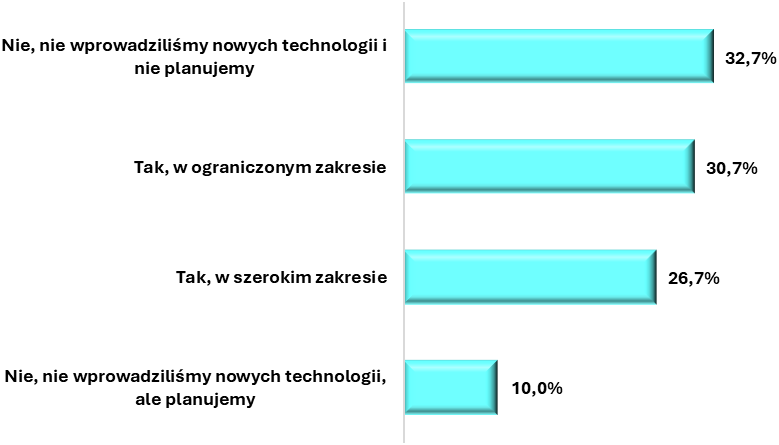 Nie, nie wprowadziliśmy nowych technologii i
nie planujemy
32,7%
Tak, w ograniczonym zakresie
30,7%
Tak, w szerokim zakresie
26,7%
Nie, nie wprowadziliśmy nowych technologii,
ale planujemy
10,0%